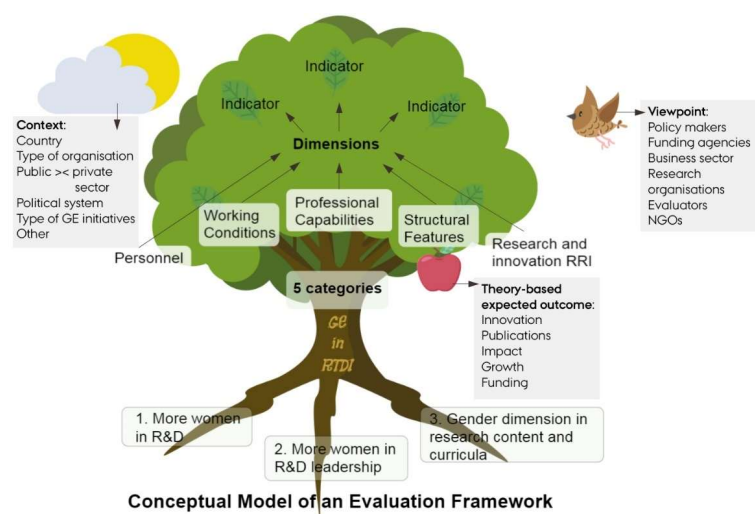 Indicator
Indicator
Indicator
Dimensions
Context:
Country
Type of organisation
Public >< private
sector
Political system
Type of GE initiatives
Other
Viewpoint:
Policy makers
Funding agencies
Business sector
Research
organisations
Evaluators
NGOs
Personnel
Working
Conditions
Professional
Capabilities
Structural
Features
Research and
innovation RRI
5 categories
Theory-based
expected outcome:
Innovation
Publications
Impact
Growth
Funding
GE
in
RTDI
1. More women
in R&D
2. More women
in R&D leadership
3. Gender dimension in
research content and
curricula
Conceptual Model of an Evaluation Framework